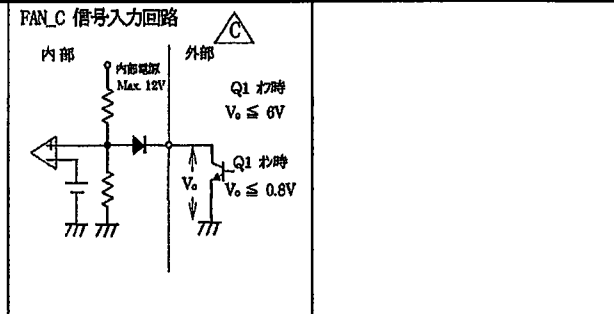 FAN_C 信号入力回路
C
内部
外部
内部電源
Max. 12V
Q1 オフ時
Vo ≦ 6V
Q1 オン時
Vo
Vo ≦ 0.8V